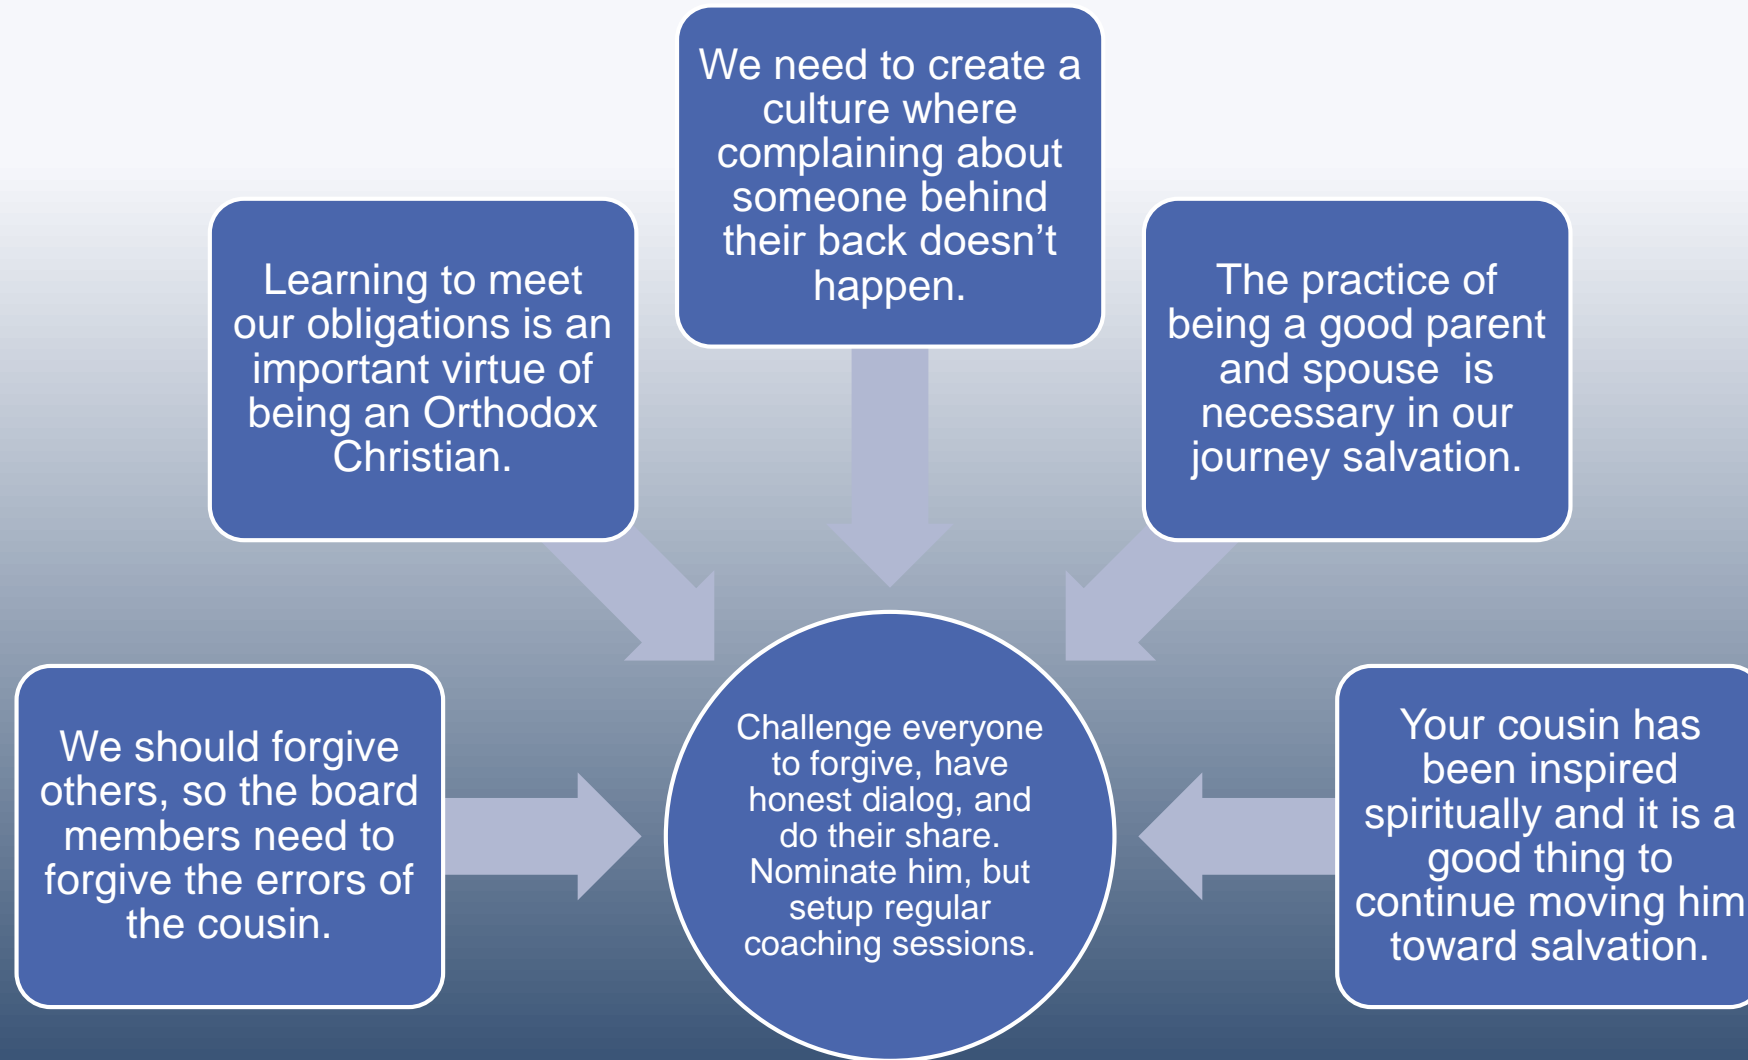 We need to create a
culture where
complaining about
someone behind
their back doesn’t
happen.
Learning to meet
our obligations is an
important virtue of
being an Orthodox
Christian.
The practice of
being a good parent
and spouse  is
necessary in our
journey salvation.
We should forgive
others, so the board
members need to
forgive the errors of
the cousin.
Challenge everyone
to forgive, have
honest dialog, and
do their share.
Nominate him, but
setup regular
coaching sessions.
Your cousin has
been inspired
spiritually and it is a
good thing to
continue moving him
toward salvation.